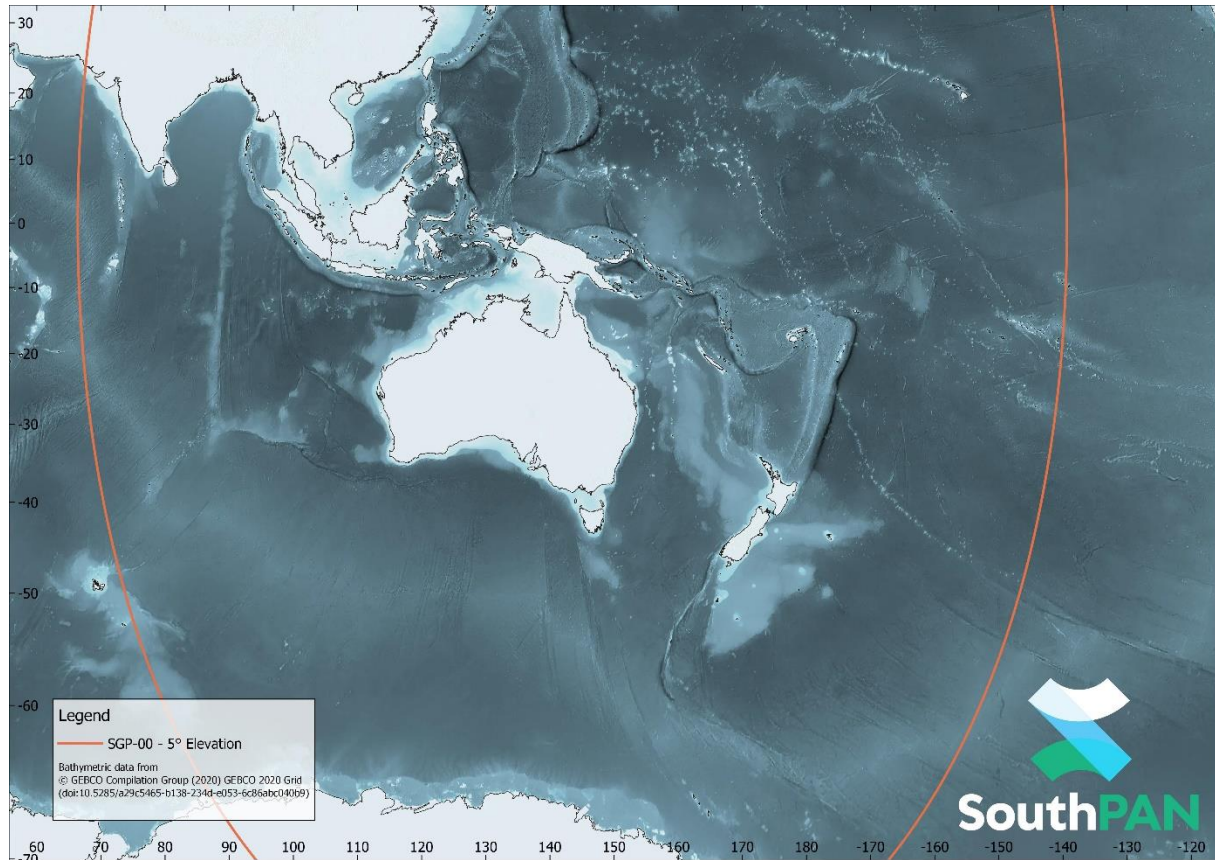 30
20
10
0
-10
-20
-30
-40
-50
-60
-70
Legend
SGP-00 - 5° Elevation
Bathymetric data from
© GEBCO Compilation Group (2020) GEBCO 2020 Grid
(doi:10.5285/a29c5465-b138-234d-e053-6c86abc040b9)
SouthPAN
60 70 80 90 100 110 120 130 140 150 160 170 180 -170 -160 -150 -140 -130 -120